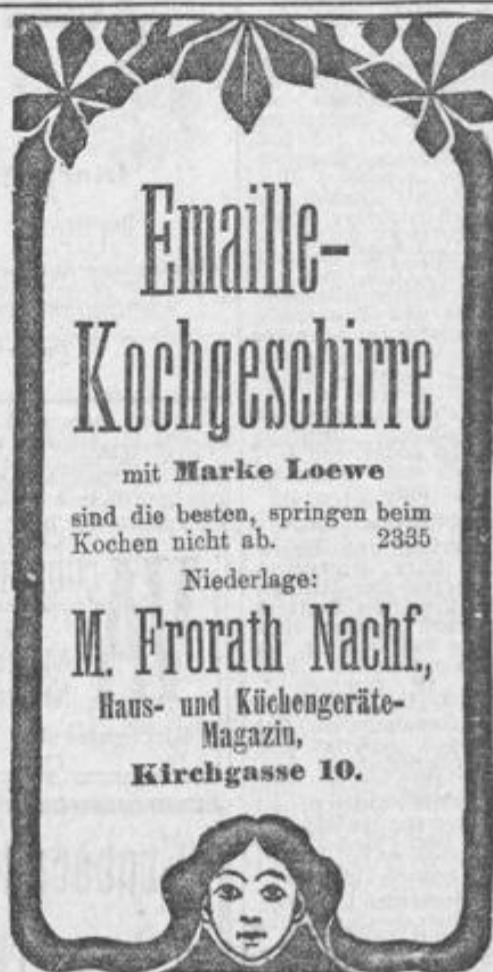 Emaille-
Kochgeschirre
mit Marke Loewe
sind die besten, springen beim
Kochen nicht ab. 2335
Niederlage:
M. Frorath Nachf.,
Haus- und Küchengeräte-
Magazin,
Kirchgasse 10.